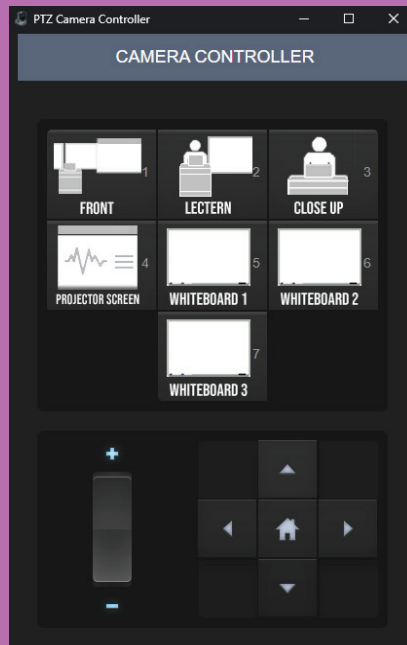 PTZ Camera Controller
CAMERA CONTROLLER
1 2 3
FRONT LECTERN CLOSE UP
4 5 6
PROJECTOR SCREEN WHITEBOARD 1 WHITEBOARD 2
7
WHITEBOARD 3
+
−